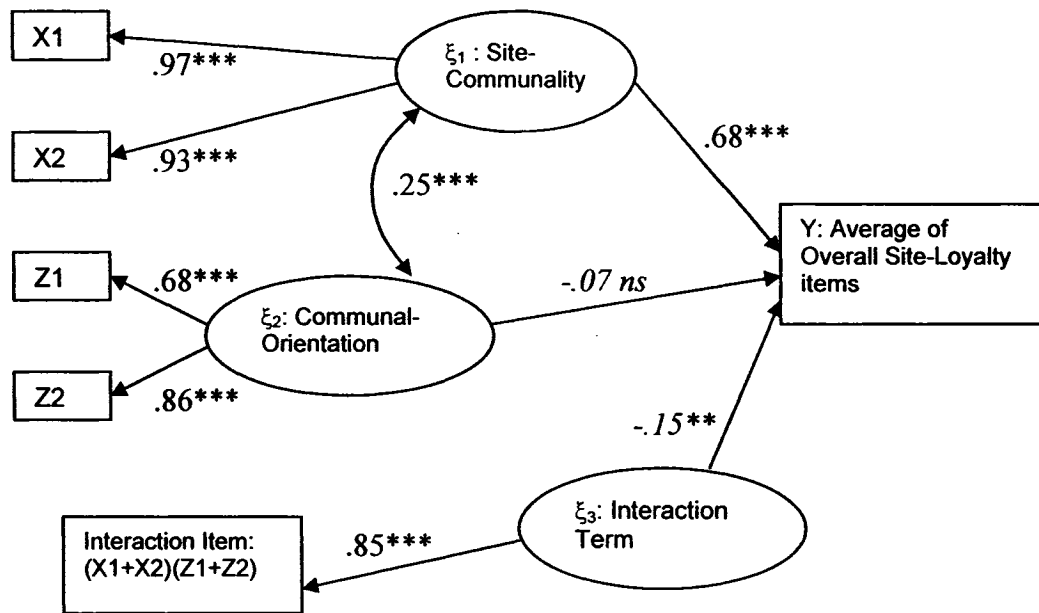 X1
.97***
ξ₁ : Site-
Communality
X2
.93***
.68***
.25***
Y: Average of
Overall Site-Loyalty
items
Z1
.68***
-.07 ns
ξ₂: Communal-
Orientation
Z2
.86***
-.15**
ξ₃: Interaction
Term
Interaction Item:
(X1+X2)(Z1+Z2)
.85***